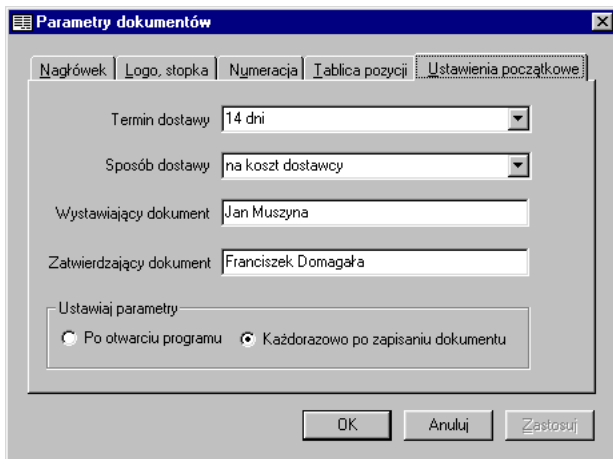 Parametry dokumentów
Nagłówek Logo, stopka Numeracja Tablica pozycji Ustawienia początkowe
Termin dostawy 14 dni
Sposób dostawy na koszt dostawcy
Wystawiający dokument Jan Muszyna
Zatwierdzający dokument Franciszek Domagała
Ustawiaj parametry
Po otwarciu programu Każdorazowo po zapisaniu dokumentu
OK Anuluj Zastosuj